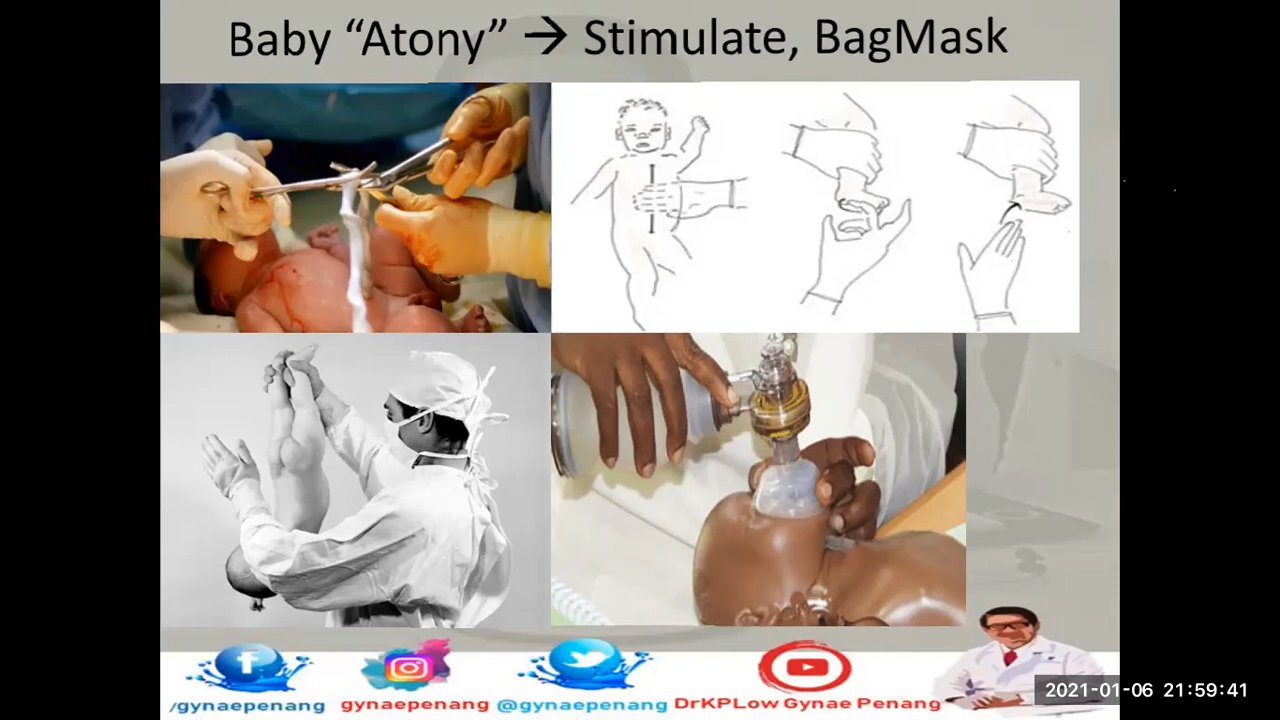 Baby “Atony” → Stimulate, BagMask
/gynaepenang
gynaepenang
@gynaepenang
DrKPLow Gynae Penang
2021-01-06 21:59:41